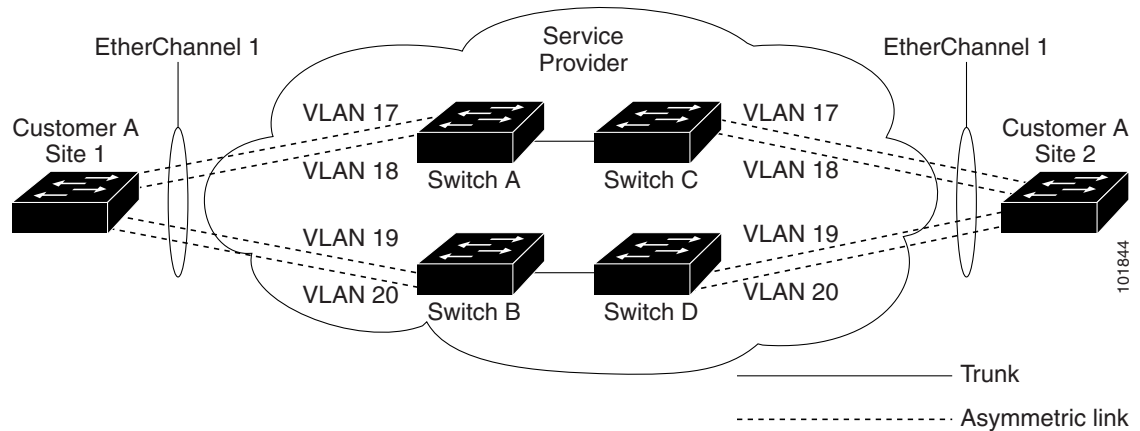 EtherChannel 1
Service
Provider
EtherChannel 1
Customer A
Site 1
VLAN 17
VLAN 18
Switch A
Switch C
VLAN 17
VLAN 18
Customer A
Site 2
VLAN 19
VLAN 20
Switch B
Switch D
VLAN 19
VLAN 20
101844
Trunk
Asymmetric link